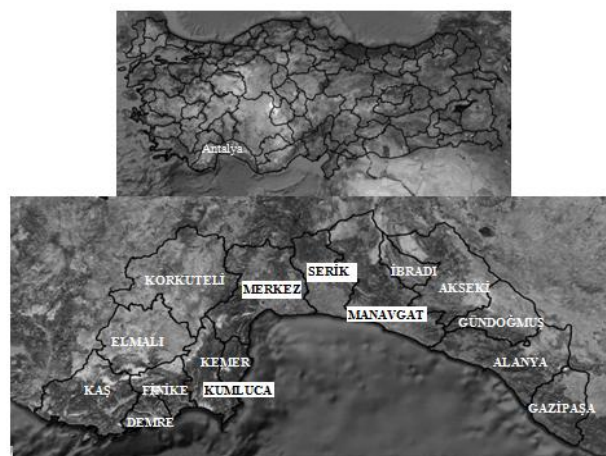 Antalya
KORKUTELİ
MERKEZ
SERİK
İBRADI
AKSEKİ
MANAVGAT
GÜNDOĞMUŞ
ELMALI
KEMER
ALANYA
KAŞ
FİNİKE
KUMLUCA
GAZİPAŞA
DEMRE